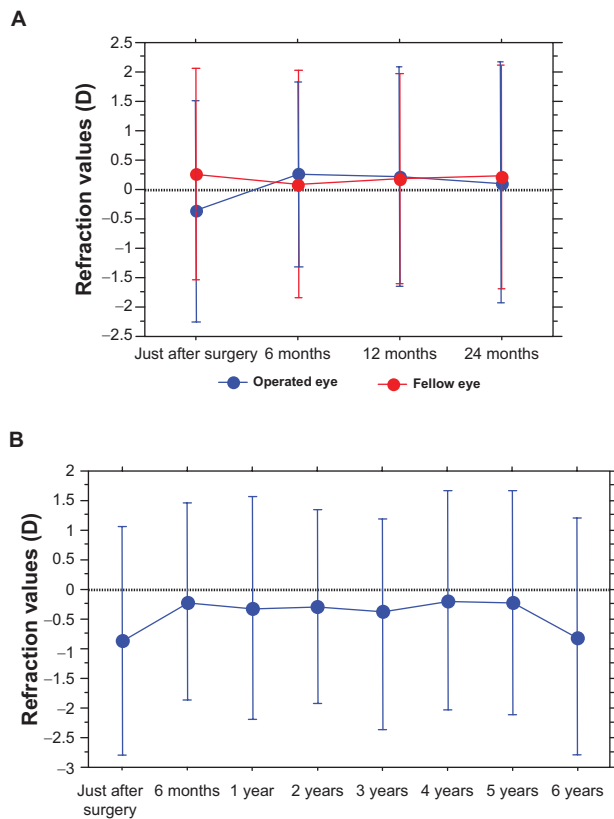 A
Refraction values (D)
2.5
2
1.5
1
0.5
0
−0.5
−1
−1.5
−2
−2.5
Just after surgery 6 months 12 months 24 months
Operated eye Fellow eye
B
Refraction values (D)
2
1.5
1
0.5
0
−0.5
−1
−1.5
−2
−2.5
−3
Just after 6 months 1 year 2 years 3 years 4 years 5 years 6 years
surgery